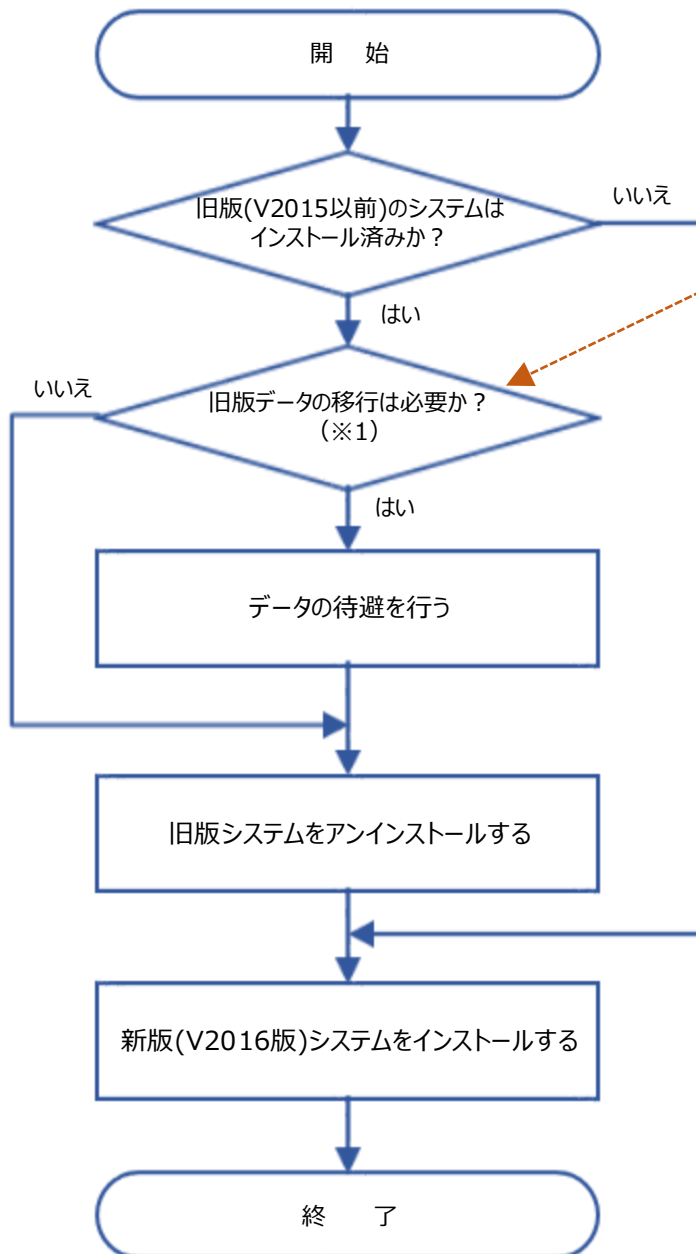 開　始
旧版(V2015以前)のシステムは
インストール済みか？
いいえ
はい
いいえ
旧版データの移行は必要か？
（※1）
はい
データの待避を行う
旧版システムをアンインストールする
新版(V2016版)システムをインストールする
終　了